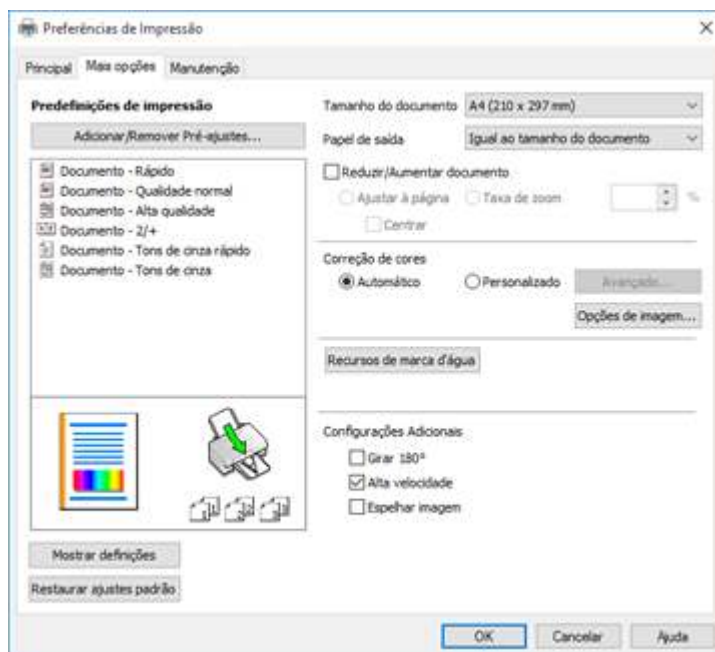 Preferências de Impressão
Principal
Mais opções
Manutenção
Predefinições de impressão
Adicionar/Remover Pré-ajustes...
Documento - Rápido
Documento - Qualidade normal
Documento - Alta qualidade
Documento - 2/+
Documento - Tons de cinza rápido
Documento - Tons de cinza
Mostrar definições
Restaurar ajustes padrão
Tamanho do documento A4 (210 x 297 mm)
Papel de saída Igual ao tamanho do documento
Reduzir/Aumentar documento
Ajustar à página Taxa de zoom %
Centrar
Correção de cores
Automático Personalizado Avançado...
Opções de imagem...
Recursos de marca d'água
Configurações Adicionais
Girar 180°
Alta velocidade
Espelhar imagem
OK Cancelar Ajuda